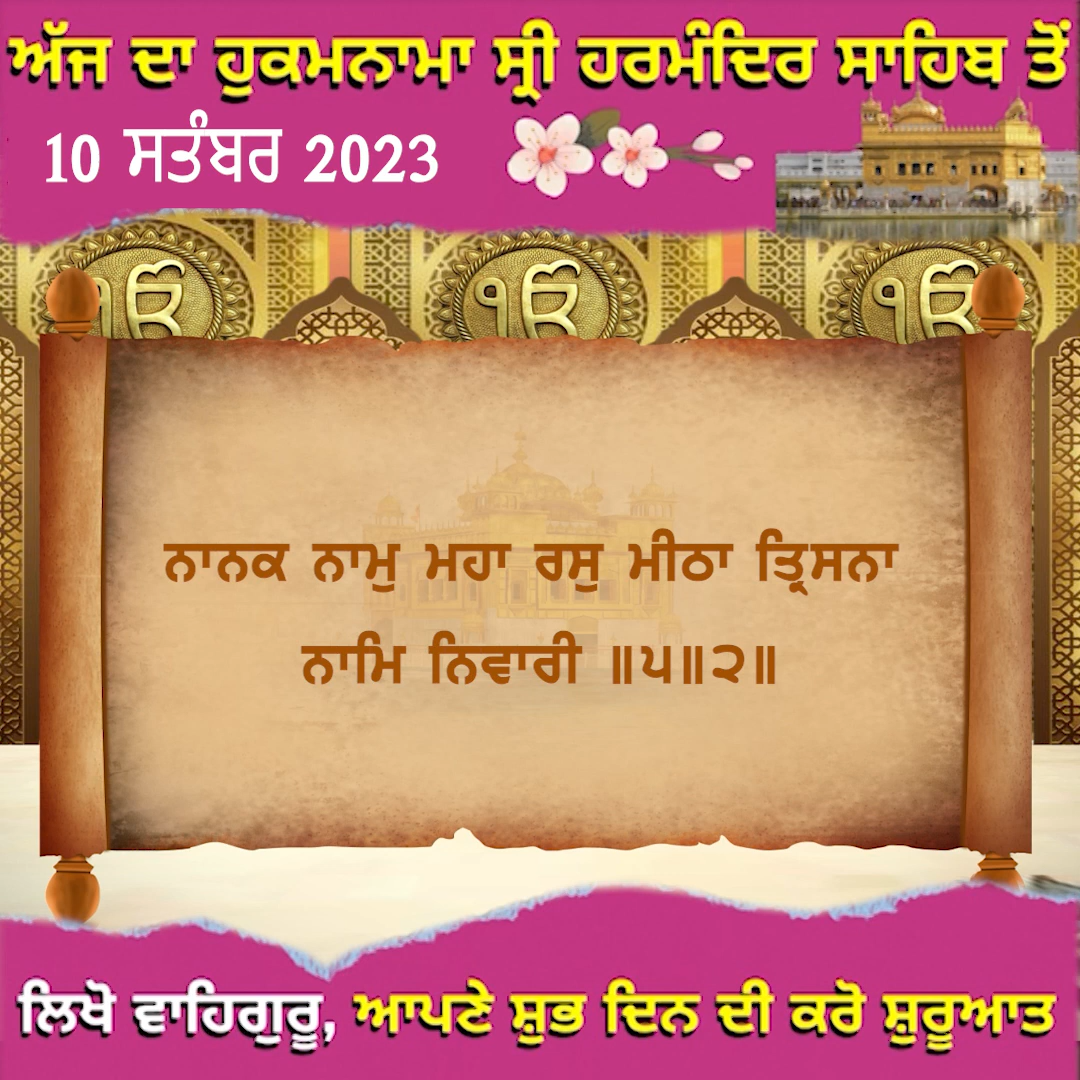 ਅੱਜ ਦਾ ਹੁਕਮਨਾਮਾ ਸ੍ਰੀ ਹਰਮੰਦਿਰ ਸਾਹਿਬ ਤੋਂ
10 ਸਤੰਬਰ 2023
ੴ ੴ ੴ
ਨਾਨਕ ਨਾਮੁ ਮਹਾ ਰਸੁ ਮੀਠਾ ਤ੍ਰਿਸਨਾ
ਨਾਮਿ ਨਿਵਾਰੀ ॥੫॥੨॥
ਲਿਖੋ ਵਾਹਿਗੁਰੂ, ਆਪਣੇ ਸ਼ੁਭ ਦਿਨ ਦੀ ਕਰੋ ਸ਼ੁਰੂਆਤ